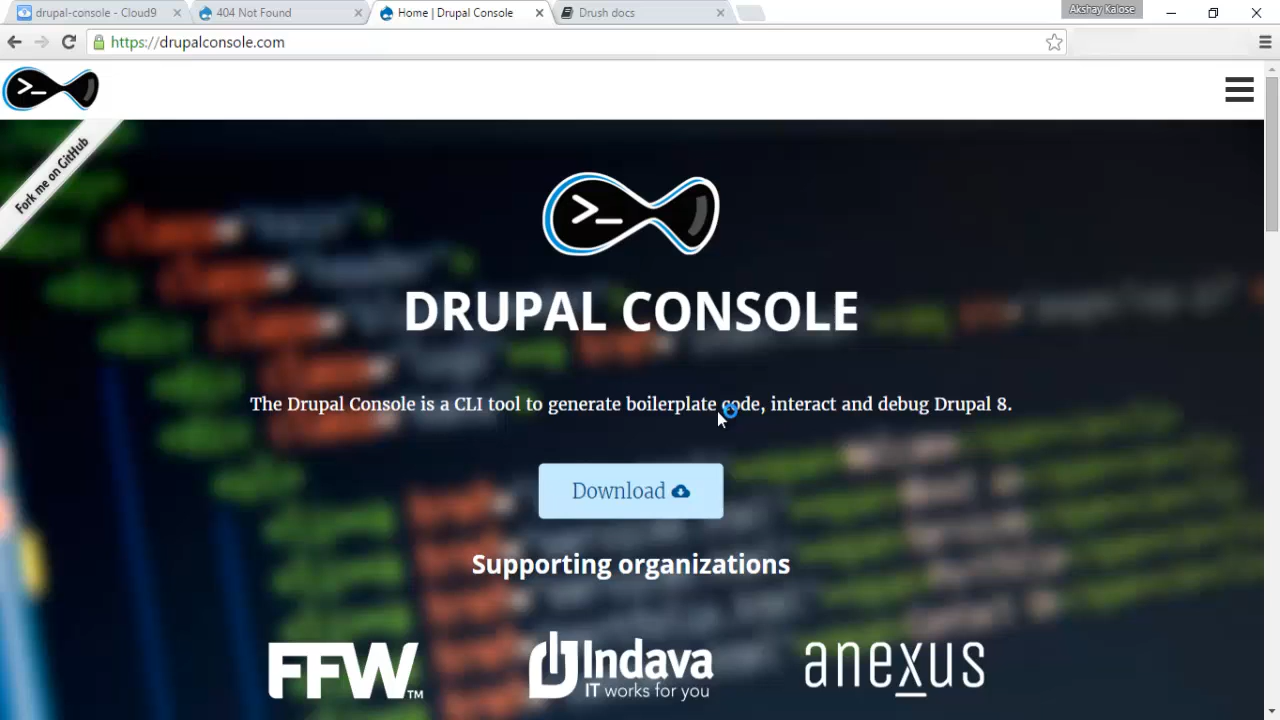 drupal-console - Cloud9
404 Not Found
Home | Drupal Console
Drush docs
Akshay Kalose
https://drupalconsole.com
>_
Fork me on GitHub
>_
DRUPAL CONSOLE
The Drupal Console is a CLI tool to generate boilerplate code, interact and debug Drupal 8.
Download
Supporting organizations
FFW™
Indava
IT works for you
anexus